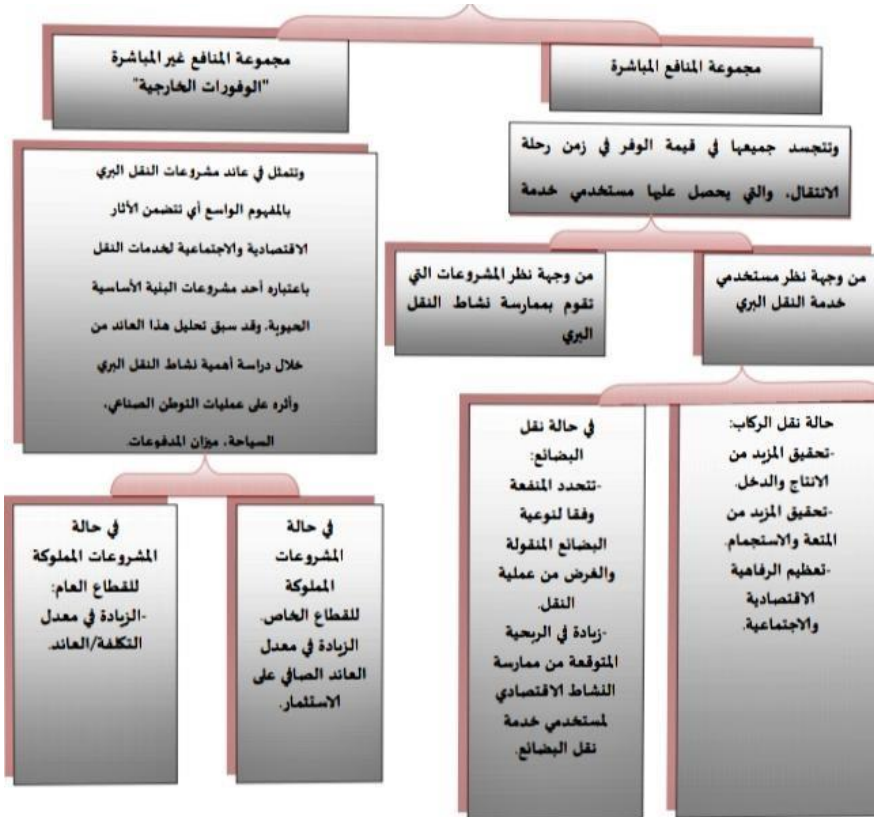 مجموعة المنافع المباشرة
مجموعة المنافع غير المباشرة
"الوفورات الخارجية"
وتتجسد جميعها في قيمة الوفر في زمن رحلة
الانتقال، والتي يحصل عليها مستخدمي خدمة
وتتمثل في عائد مشروعات النقل البري
بالمفهوم الواسع أي تتضمن الأثار
الاقتصادية والاجتماعية لخدمات النقل
باعتباره أحد مشروعات البنية الأساسية
الحيوية، وقد سبق تحليل هذا العائد من
خلال دراسة أهمية نشاط النقل البري
وأثره على عمليات التوطن الصناعي،
السياحة، ميزان المدفوعات.
من وجهة نظر مستخدمي
خدمة النقل البري
من وجهة نظر المشروعات التي
تقوم بممارسة نشاط النقل
البري
حالة نقل الركاب:
-تحقيق المزيد من
الانتاج والدخل.
-تحقيق المزيد من
المتعة والاستجمام.
-تعظيم الرفاهية
الاقتصادية
والاجتماعية.
في حالة نقل
البضائع:
-تتحدد المنفعة
وفقا لنوعية
البضائع المنقولة
والغرض من عملية
النقل.
-زيادة في الربحية
المتوقعة من ممارسة
النشاط الاقتصادي
لمستخدمي خدمة
نقل البضائع.
في حالة
المشروعات
المملوكة
للقطاع الخاص.
الزيادة في معدل
العائد الصافي على
الاستثمار.
في حالة
المشروعات المملوكة
للقطاع العام:
-الزيادة في معدل
التكلفة/العائد.